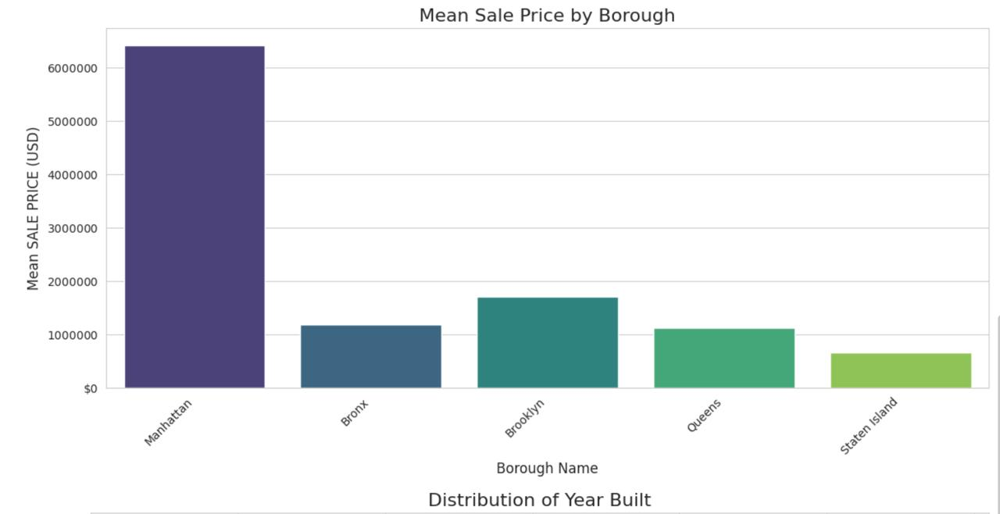 Mean Sale Price by Borough
Mean SALE PRICE (USD)
6000000
5000000
4000000
3000000
2000000
1000000
$0
Manhattan
Bronx
Brooklyn
Queens
Staten Island
Borough Name
Distribution of Year Built